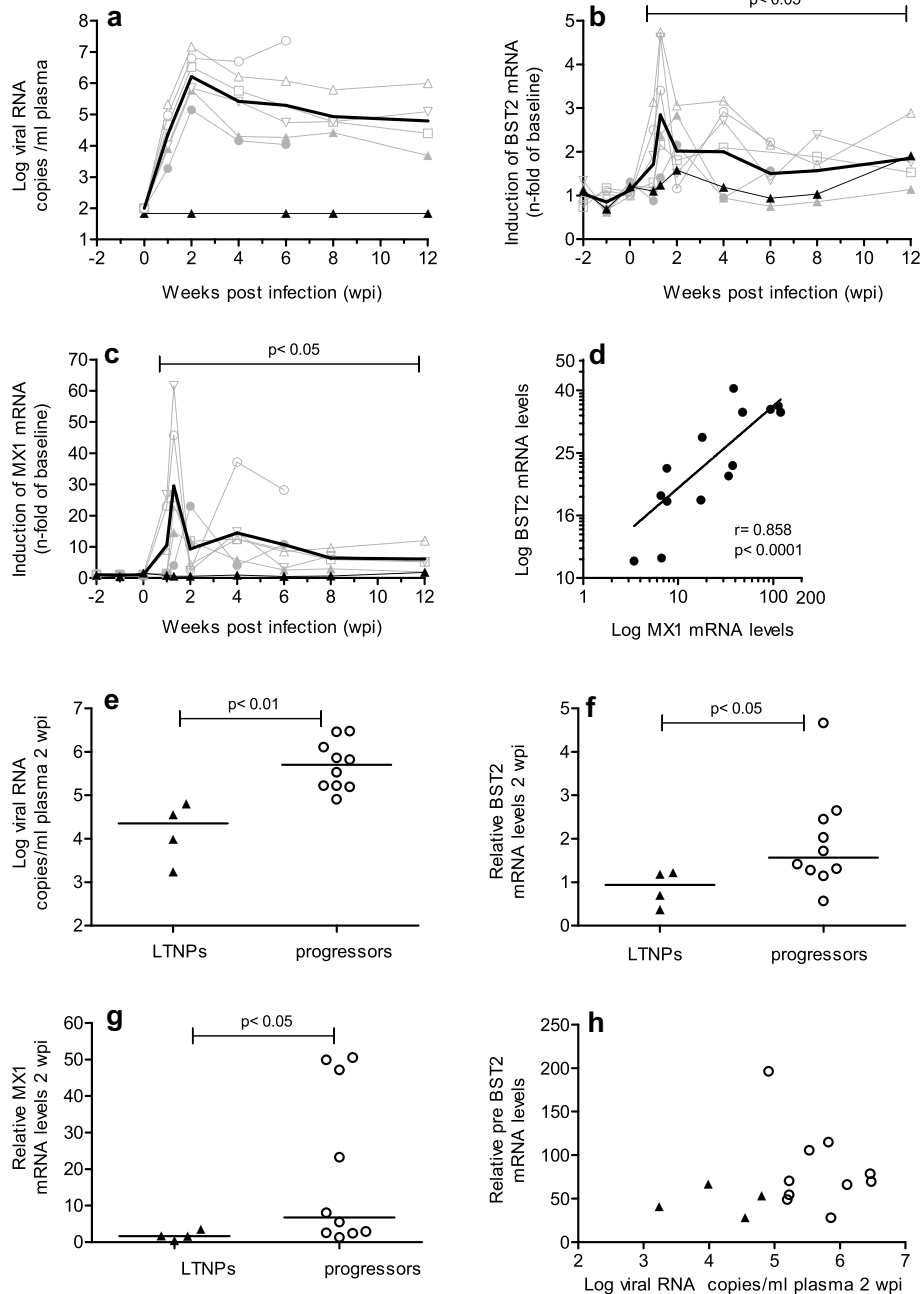 a
8
7
6
5
4
3
2
1
-2 0 2 4 6 8 10 12
Log viral RNA
copies /ml plasma
Weeks post infection (wpi)
b
p< 0.05
5
4
3
2
1
0
-2 0 2 4 6 8 10 12
Induction of BST2 mRNA
(n-fold of baseline)
Weeks post infection (wpi)
c
p< 0.05
70
60
50
40
30
20
10
0
-2 0 2 4 6 8 10 12
Induction of MX1 mRNA
(n-fold of baseline)
Weeks post infection (wpi)
d
50
40
25
16
10
1 10 100 200
Log BST2 mRNA levels
r= 0.858
p< 0.0001
Log MX1 mRNA levels
e
p< 0.01
7
6
5
4
3
2
Log viral RNA
copies/ml plasma 2 wpi
LTNPs progressors
f
p< 0.05
5
4
3
2
1
0
Relative BST2
mRNA levels 2 wpi
LTNPs progressors
g
p< 0.05
60
50
40
30
20
10
0
Relative MX1
mRNA levels 2 wpi
LTNPs progressors
h
250
200
150
100
50
0
2 3 4 5 6 7
Relative pre BST2
mRNA levels
Log viral RNA copies/ml plasma 2 wpi